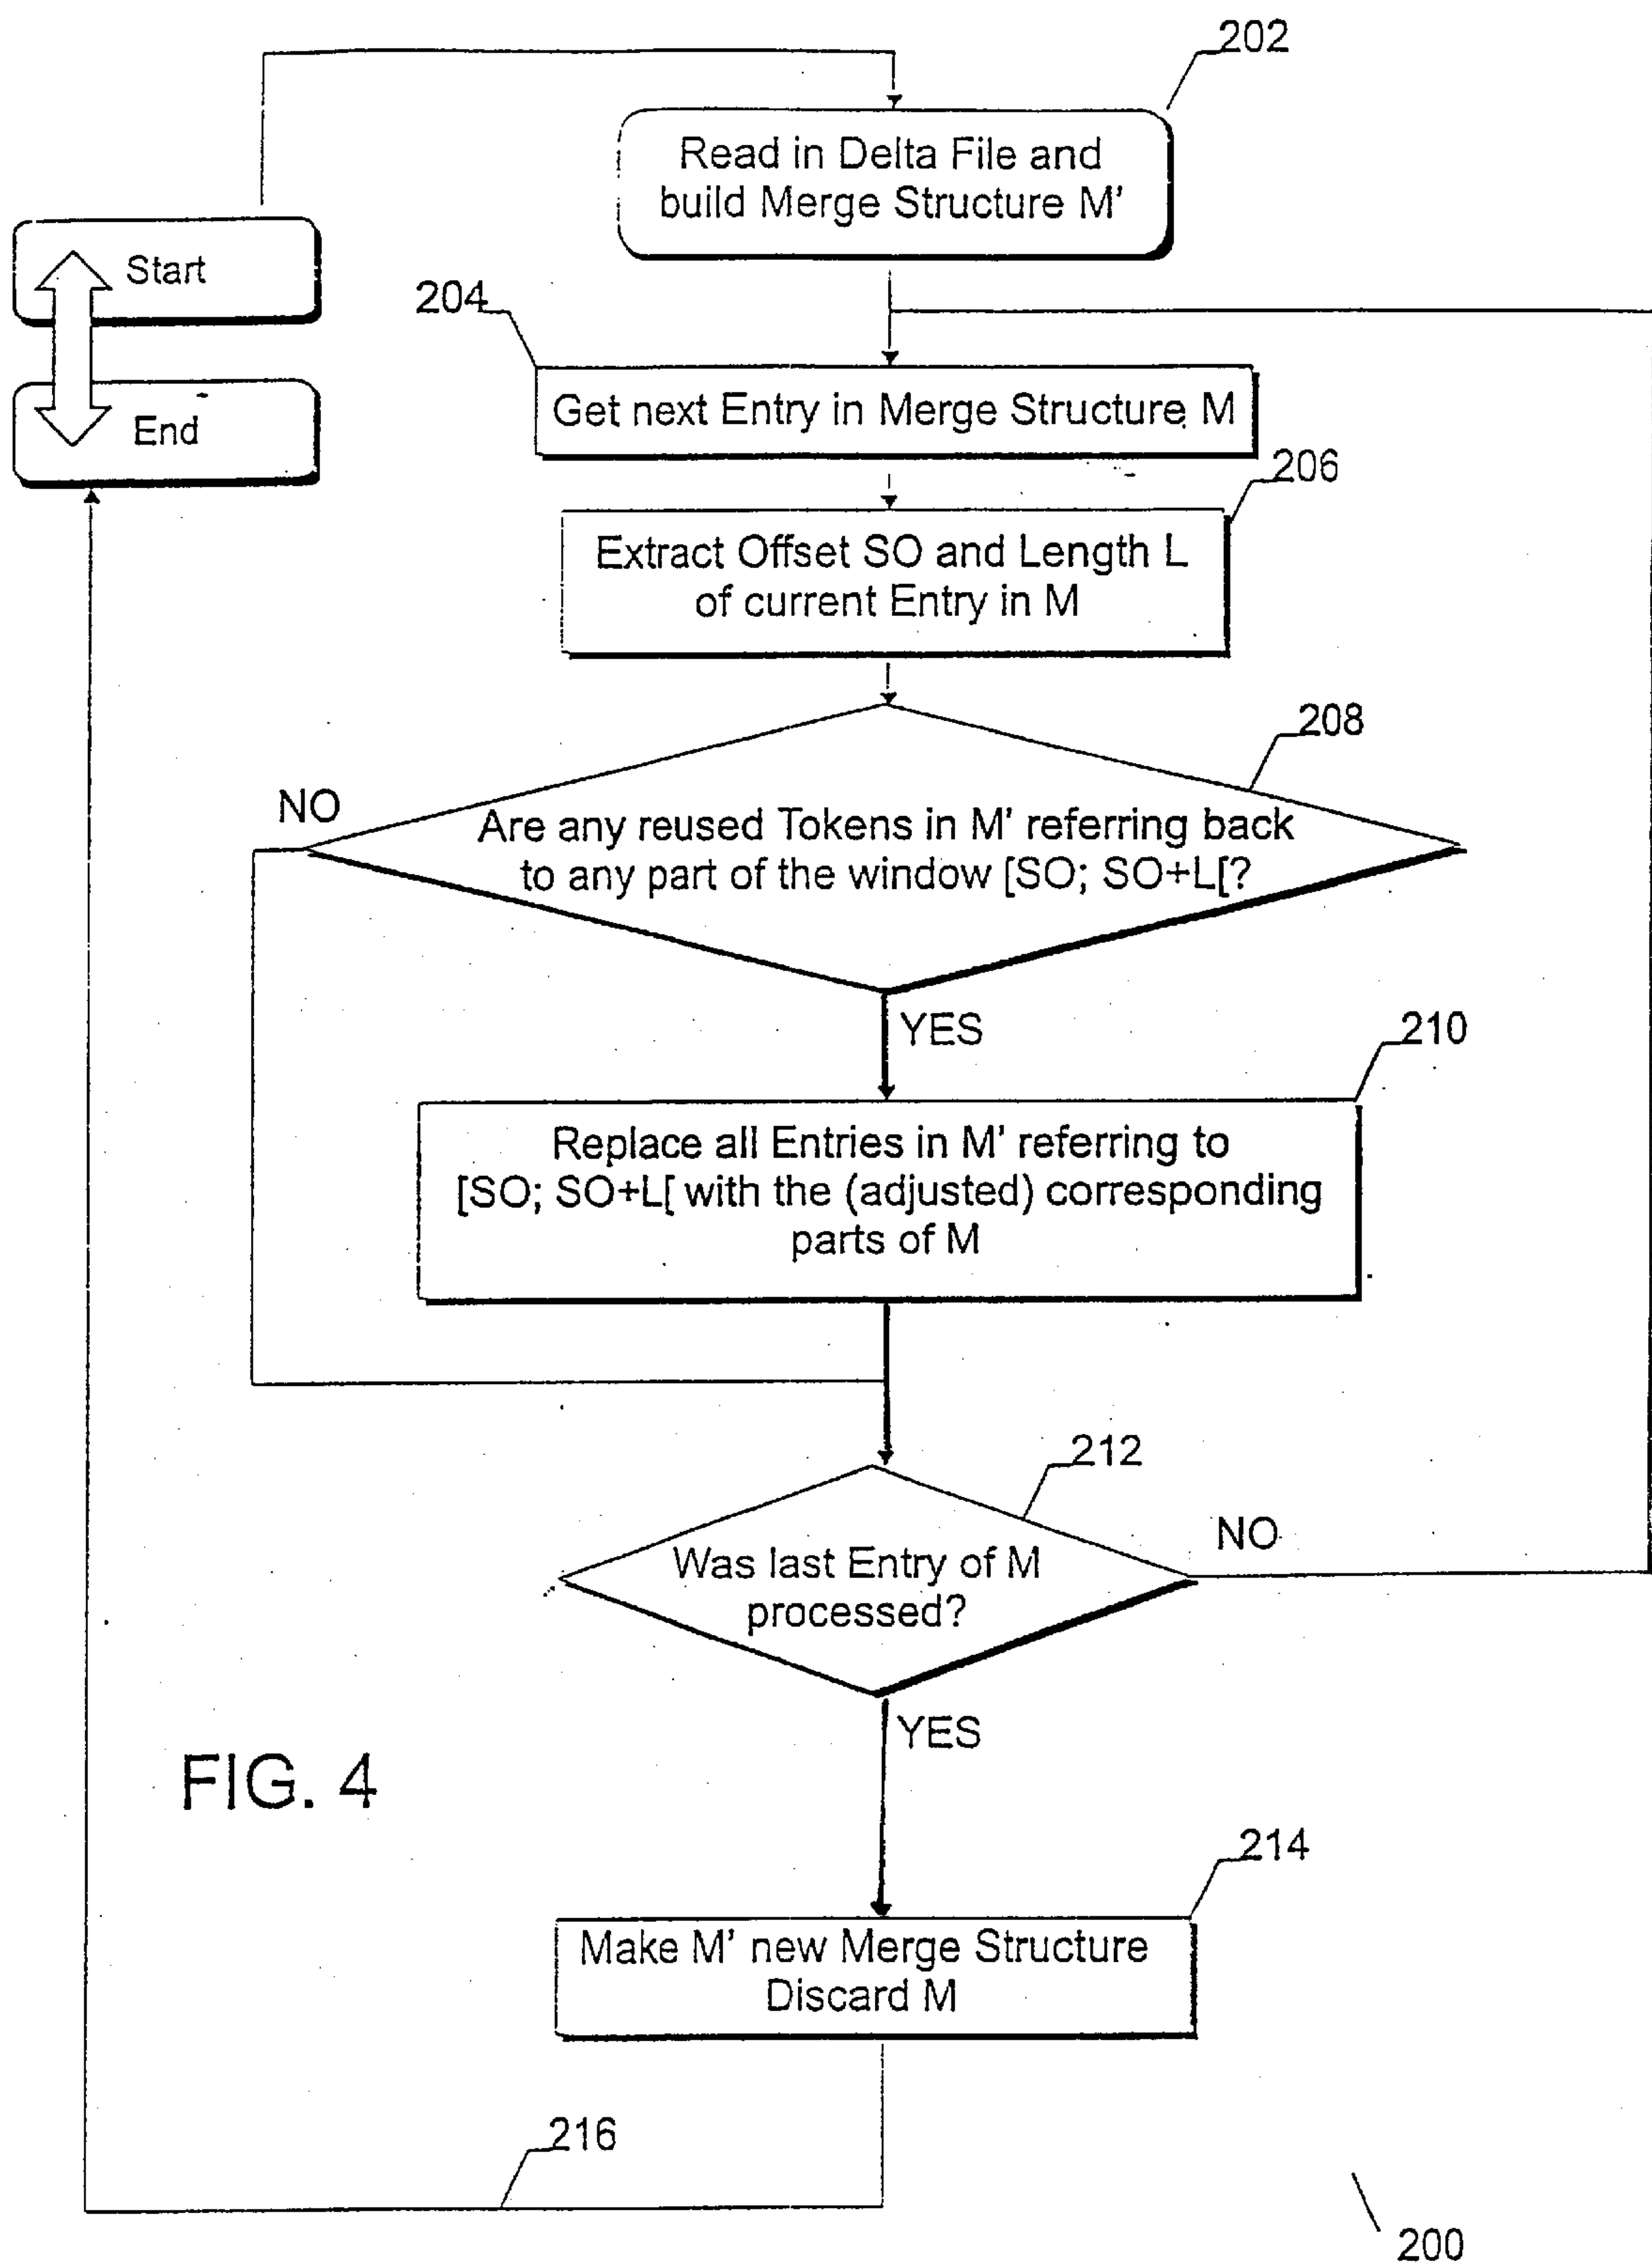 202
Read in Delta File and
build Merge Structure M'
Start
End
204
Get next Entry in Merge Structure M
206
Extract Offset SO and Length L
of current Entry in M
208
NO
Are any reused Tokens in M' referring back
to any part of the window [SO; SO+L[?
YES
210
Replace all Entries in M' referring to
[SO; SO+L[ with the (adjusted) corresponding
parts of M
212
NO
Was last Entry of M
processed?
YES
FIG. 4
214
Make M' new Merge Structure
Discard M
216
200